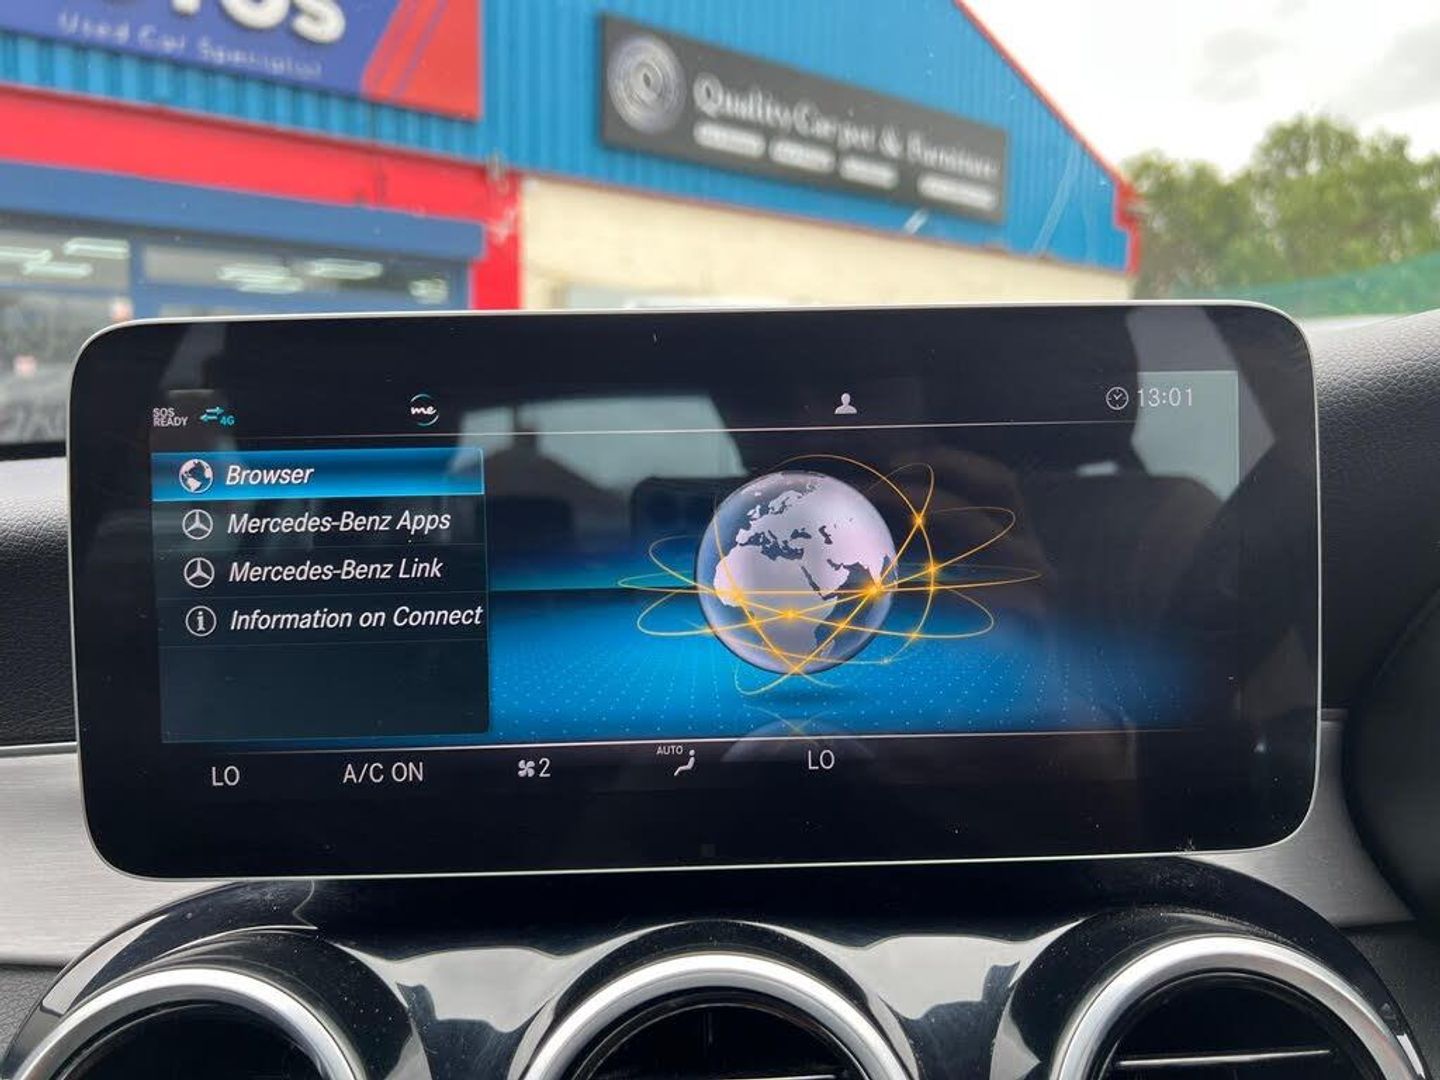 Used Car Specialist
Quality Carpet & Furniture
SOS
READY
4G
me
13:01
Browser
Mercedes-Benz Apps
Mercedes-Benz Link
Information on Connect
LO
A/C ON
2
AUTO
LO